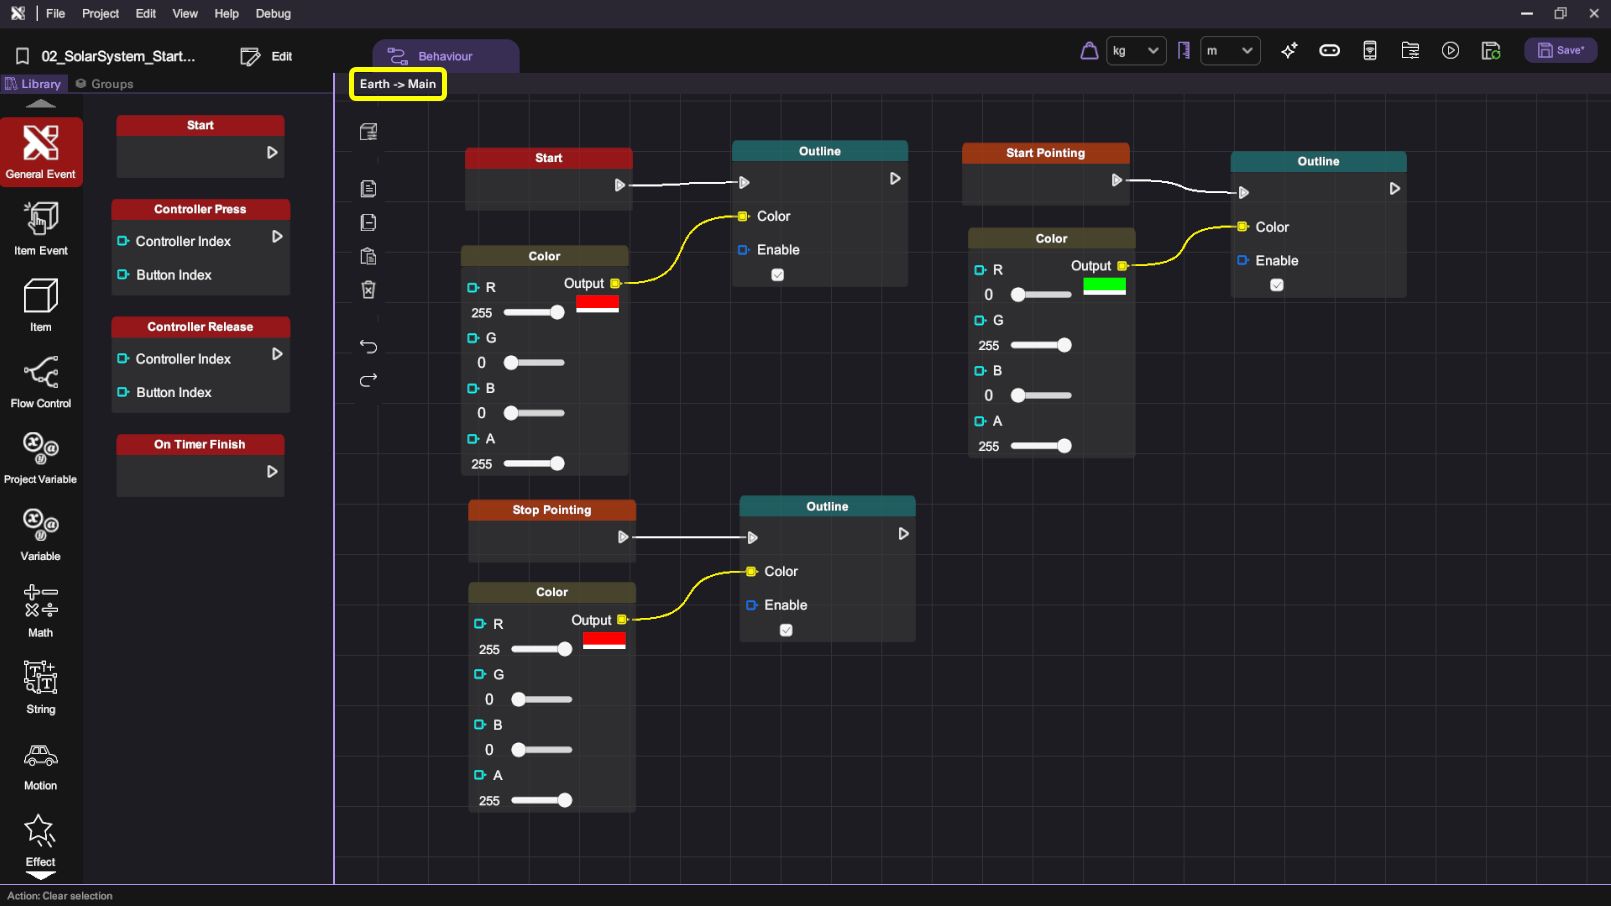 File Project Edit View Help Debug
02_SolarSystem_Start... Edit Behaviour kg m Save*
Library Groups
Earth -> Main
General Event
Item Event
Item
Flow Control
Project Variable
Variable
Math
String
Motion
Effect
Start
Controller Press
Controller Index
Button Index
Controller Release
Controller Index
Button Index
On Timer Finish
Start
Outline
Color
Enable
Color
Output
R
255
G
0
B
0
A
255
Start Pointing
Outline
Color
Enable
Color
Output
R
0
G
255
B
0
A
255
Stop Pointing
Outline
Color
Enable
Color
Output
R
255
G
0
B
0
A
255
Action: Clear selection